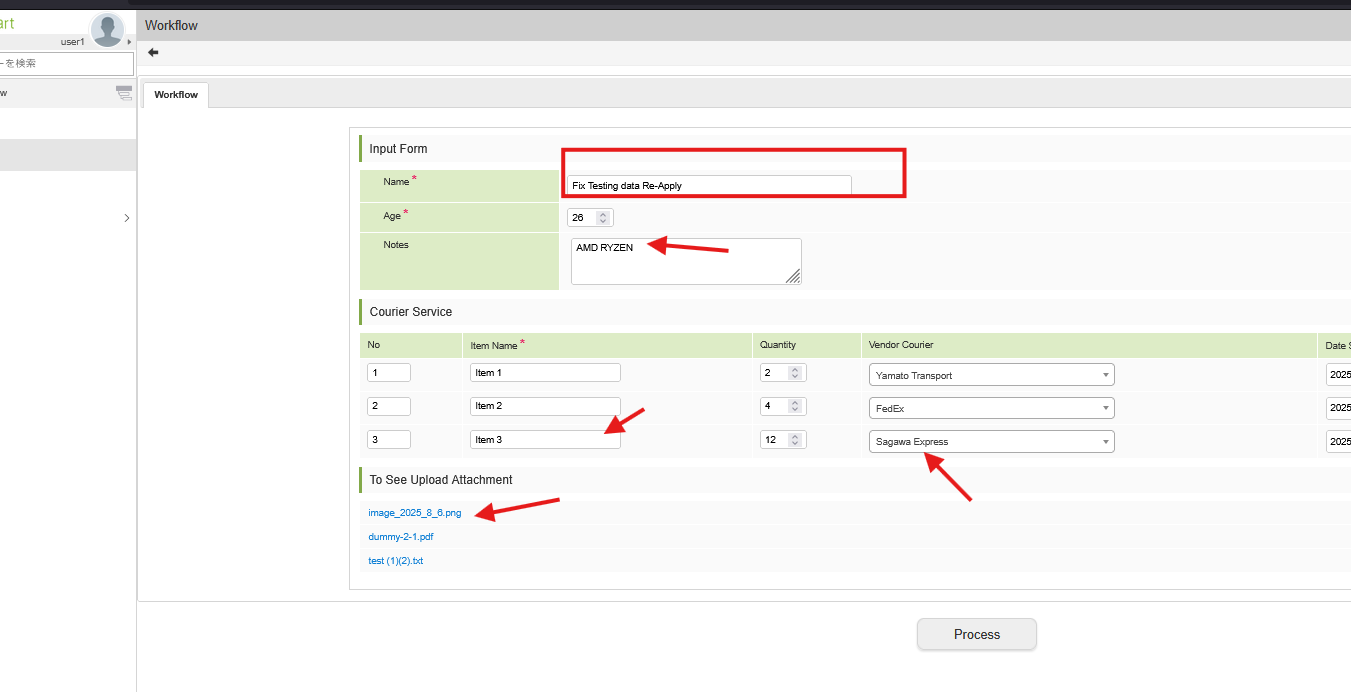 art
Workflow
user1
ーを検索
w
Workflow
Input Form
Name *
Fix Testing data Re-Apply
Age *
26
Notes
AMD RYZEN
Courier Service
No Item Name * Quantity Vendor Courier Date S
1 Item 1 2 Yamato Transport 2025
2 Item 2 4 FedEx 2025
3 Item 3 12 Sagawa Express 2025
To See Upload Attachment
image_2025_8_6.png
dummy-2-1.pdf
test (1)(2).txt
Process